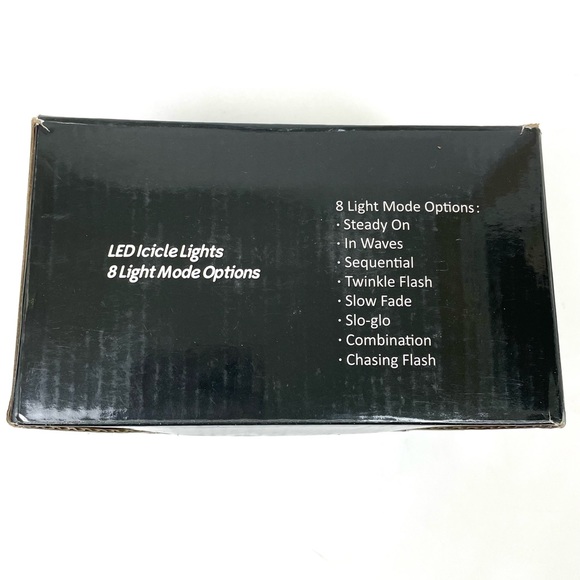 LED Icicle Lights
8 Light Mode Options
8 Light Mode Options:
· Steady On
· In Waves
· Sequential
· Twinkle Flash
· Slow Fade
· Slo-glo
· Combination
· Chasing Flash